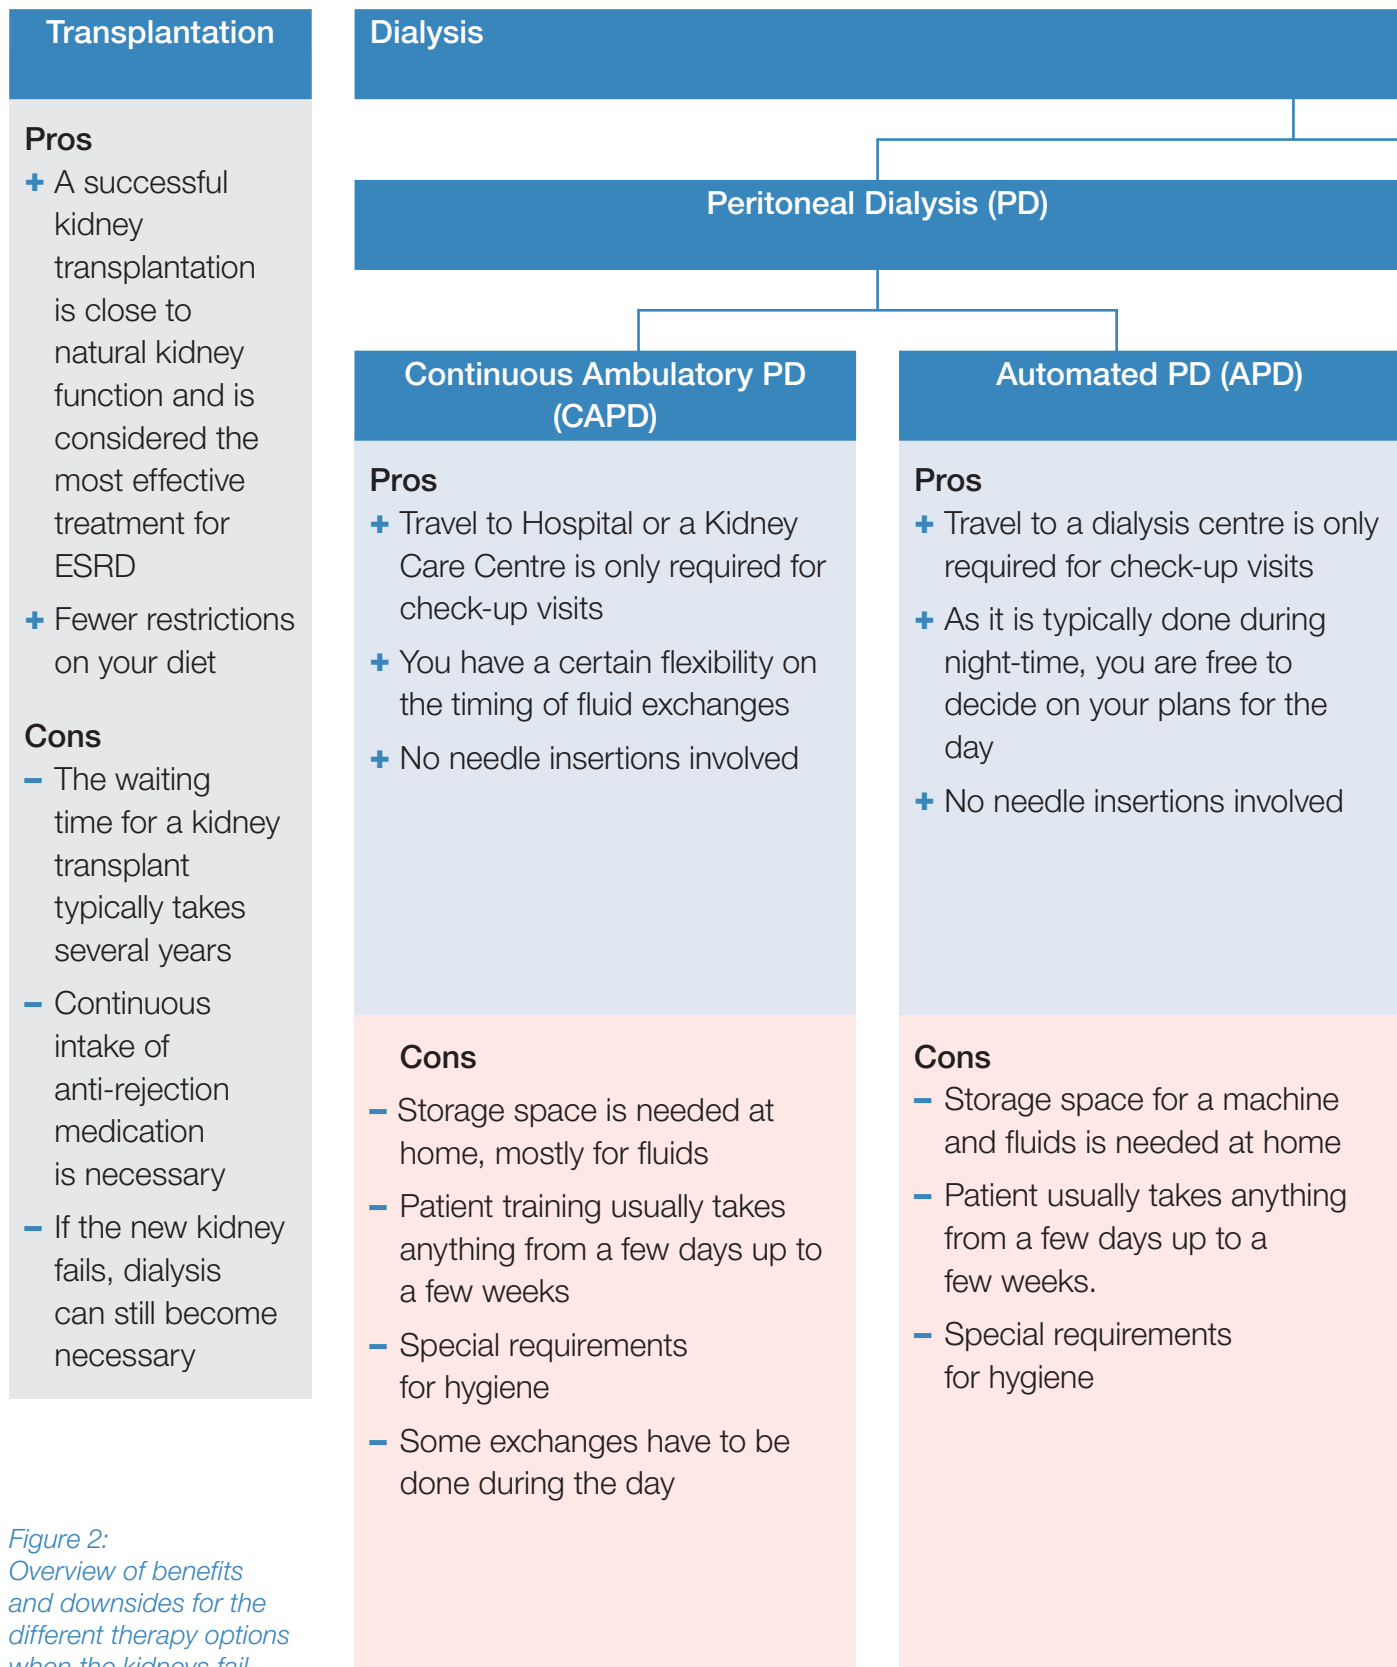 Transplantation
Pros
+ A successful
kidney
transplantation
is close to
natural kidney
function and is
considered the
most effective
treatment for
ESRD
+ Fewer restrictions
on your diet
Cons
– The waiting
time for a kidney
transplant
typically takes
several years
– Continuous
intake of
anti-rejection
medication
is necessary
– If the new kidney
fails, dialysis
can still become
necessary
Dialysis
Peritoneal Dialysis (PD)
Continuous Ambulatory PD
(CAPD)
Pros
+ Travel to Hospital or a Kidney
Care Centre is only required for
check-up visits
+ You have a certain flexibility on
the timing of fluid exchanges
+ No needle insertions involved
Cons
– Storage space is needed at
home, mostly for fluids
– Patient training usually takes
anything from a few days up to
a few weeks
– Special requirements
for hygiene
– Some exchanges have to be
done during the day
Automated PD (APD)
Pros
+ Travel to a dialysis centre is only
required for check-up visits
+ As it is typically done during
night-time, you are free to
decide on your plans for the
day
+ No needle insertions involved
Cons
– Storage space for a machine
and fluids is needed at home
– Patient usually takes anything
from a few days up to a
few weeks.
– Special requirements
for hygiene
Figure 2:
Overview of benefits
and downsides for the
different therapy options
when the kidneys fail